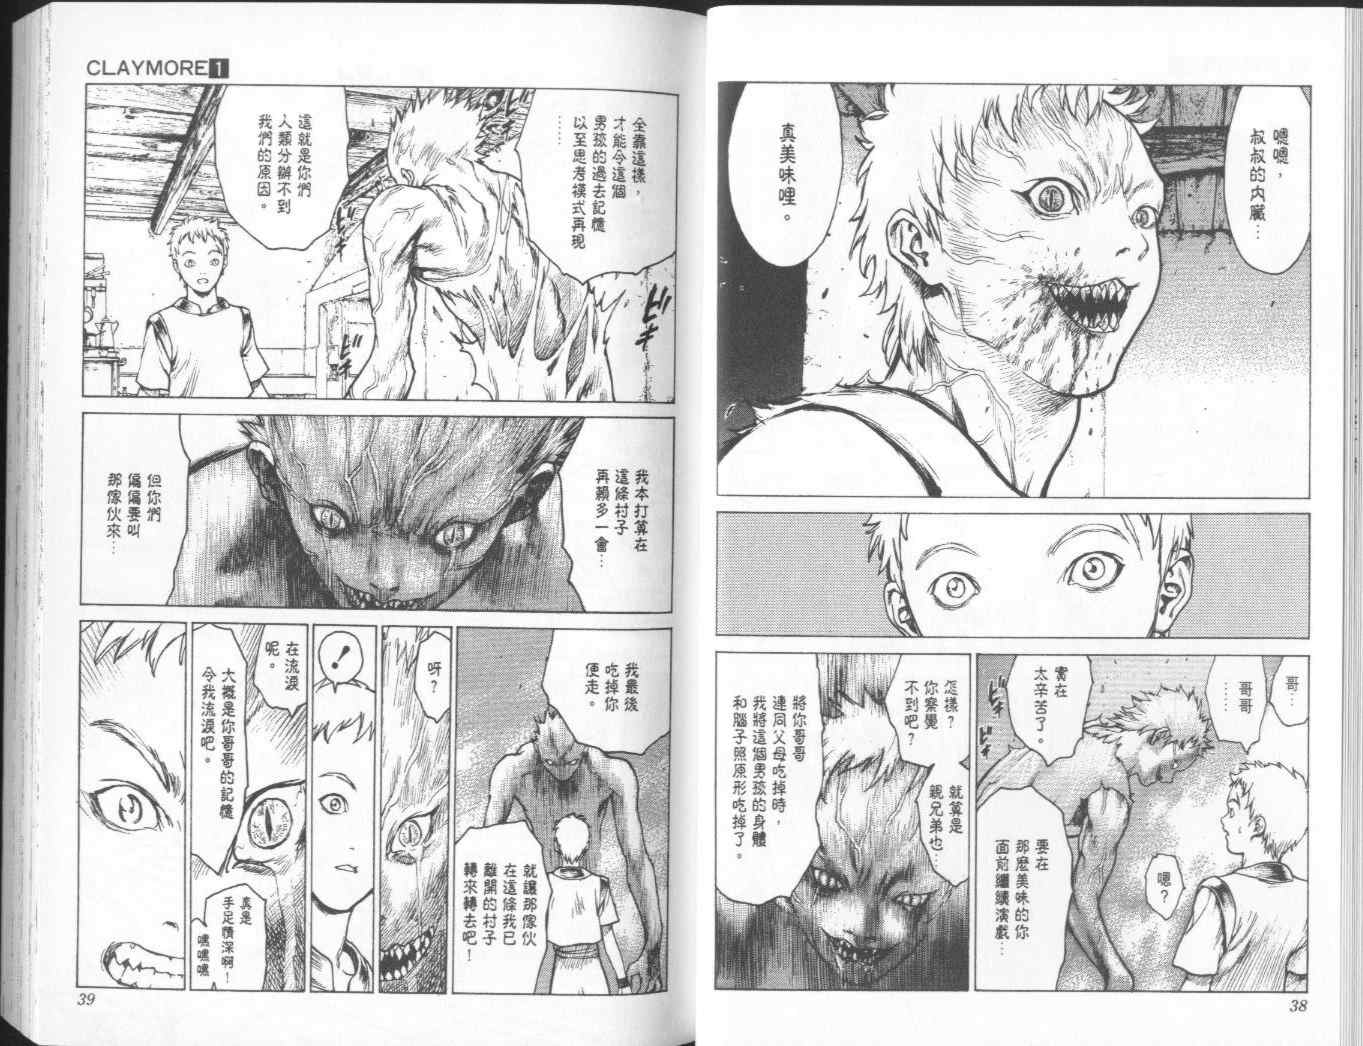 嗯嗯，
叔叔的內臟…
真美味哩。
哥…
哥哥
……
實在
太辛苦了。
嗯？
要在
那麼美味的你
面前繼續演戲…
怎樣？
你察覺
不到吧？
就算是
親兄弟也…
將你哥哥
連同父母吃掉時，
我將這個男孩的身體
和腦子照原形吃掉了。
38
CLAYMORE 1
全靠這樣，
才能令這個
男孩的過去記憶
以至思考模式再現
……
這就是你們
人類分辦不到
我們的原因。
ビキ
ビキ
我本打算在
這條村子
再賴多一會…
但你們
偏偏要叫
那傢伙來…
我最後
吃掉你
便走。
就讓那傢伙
在這條我已
離開的村子
轉來轉去吧！
呀？
！
在流淚
呢。
大概是你哥哥的記憶
令我流淚吧。
真是
手足情深啊！
嘿嘿嘿
39